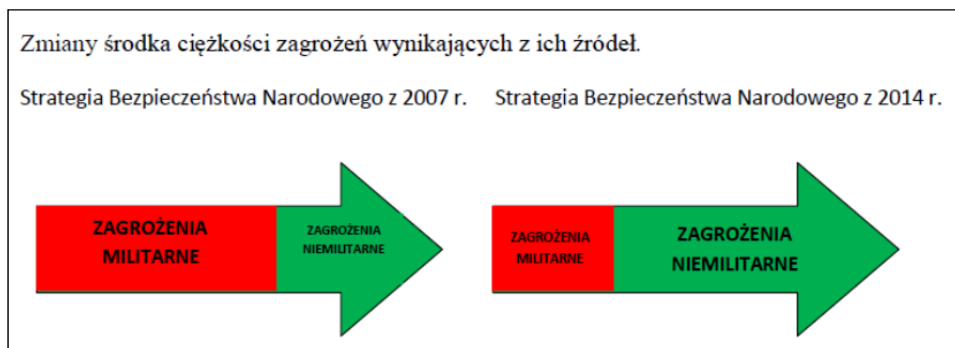 Zmiany środka ciężkości zagrożeń wynikających z ich źródeł.
Strategia Bezpieczeństwa Narodowego z 2007 r.
Strategia Bezpieczeństwa Narodowego z 2014 r.
ZAGROŻENIA
MILITARNE
ZAGROŻENIA
NIEMILITARNE
ZAGROŻENIA
MILITARNE
ZAGROŻENIA
NIEMILITARNE